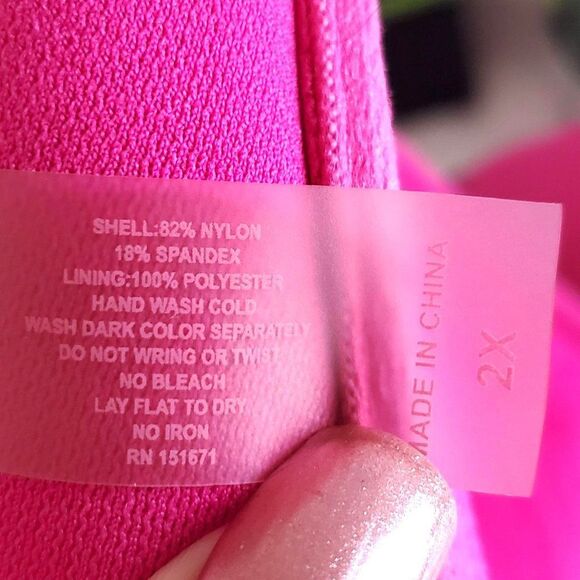 SHELL:82% NYLON
18% SPANDEX
LINING:100% POLYESTER
HAND WASH COLD
WASH DARK COLOR SEPARATELY
DO NOT WRING OR TWIST
NO BLEACH
LAY FLAT TO DRY
NO IRON
RN 151671
MADE IN CHINA
2X